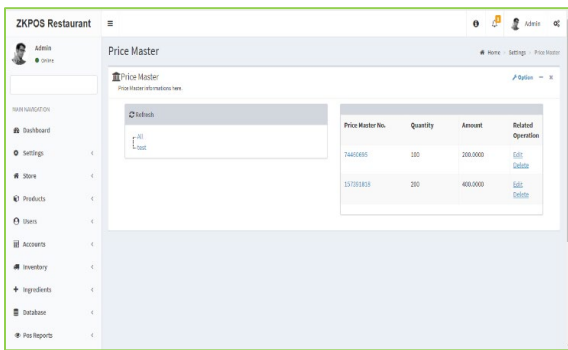 ZKPOS Restaurant
Admin
Admin
Online
Price Master
Home > Settings > Price Master
Price Master
Price Master informations here.
Option
MAIN NAVIGATION
Refresh
All
test
Price Master No. Quantity Amount Related Operation
74460695 100 200.0000 Edit
Delete
157391819 200 400.0000 Edit
Delete
Dashboard
Settings
Store
Products
Users
Accounts
Inventory
Ingredients
Database
Pos Reports